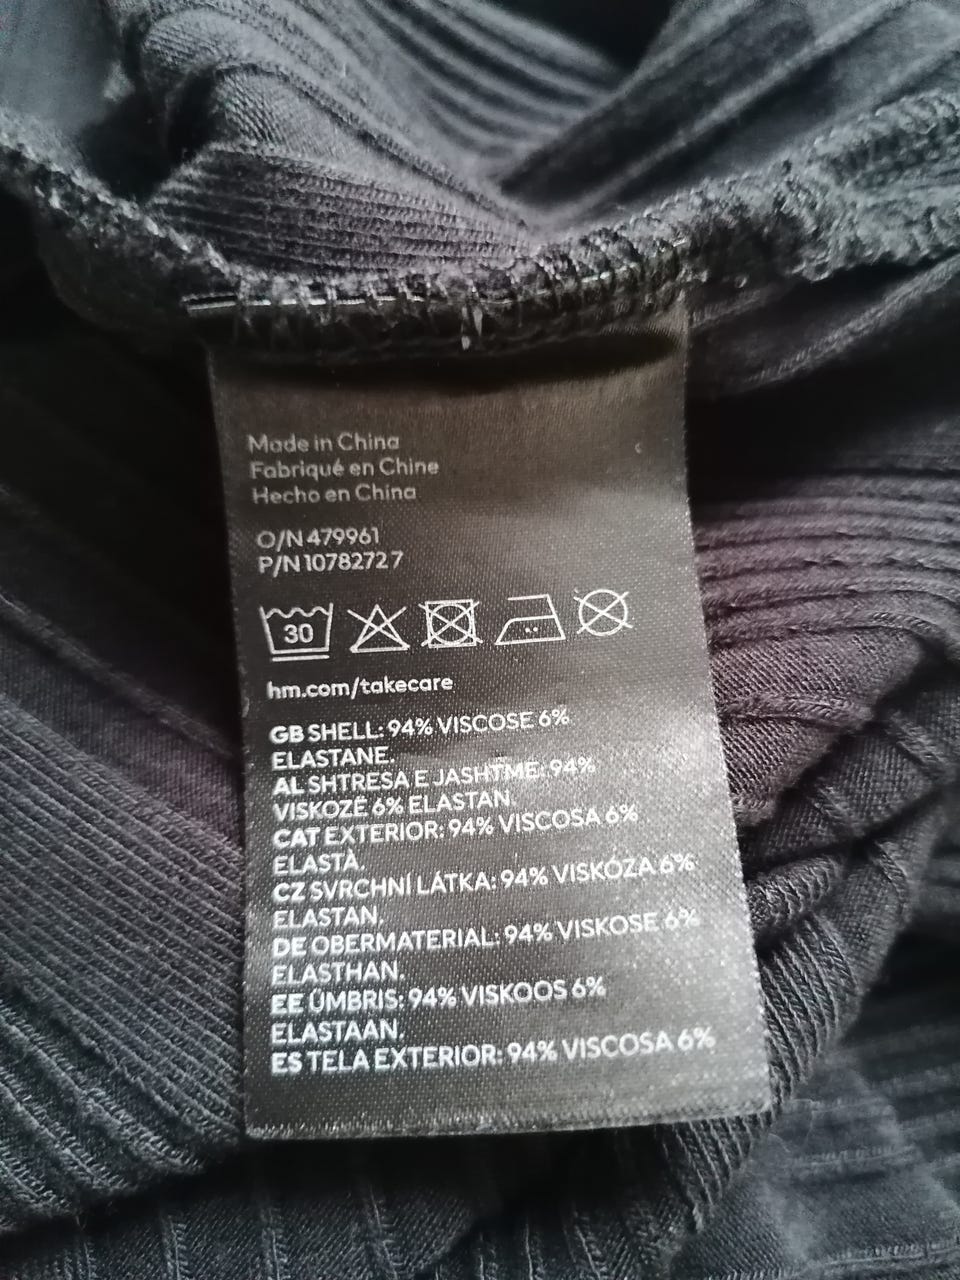 Made in China
Fabriqué en Chine
Hecho en China
O/N 479961
P/N 10782727
30
hm.com/takecare
GB SHELL: 94% VISCOSE 6%
ELASTANE.
AL SHTRESA E JASHTME: 94%
VISKOZË 6% ELASTAN.
CAT EXTERIOR: 94% VISCOSA 6%
ELASTÀ.
CZ SVRCHNÍ LÁTKA: 94% VISKÓZA 6%
ELASTAN.
DE OBERMATERIAL: 94% VISKOSE 6%
ELASTHAN.
EE ÜMBRIS: 94% VISKOOS 6%
ELASTAAN.
ES TELA EXTERIOR: 94% VISCOSA 6%